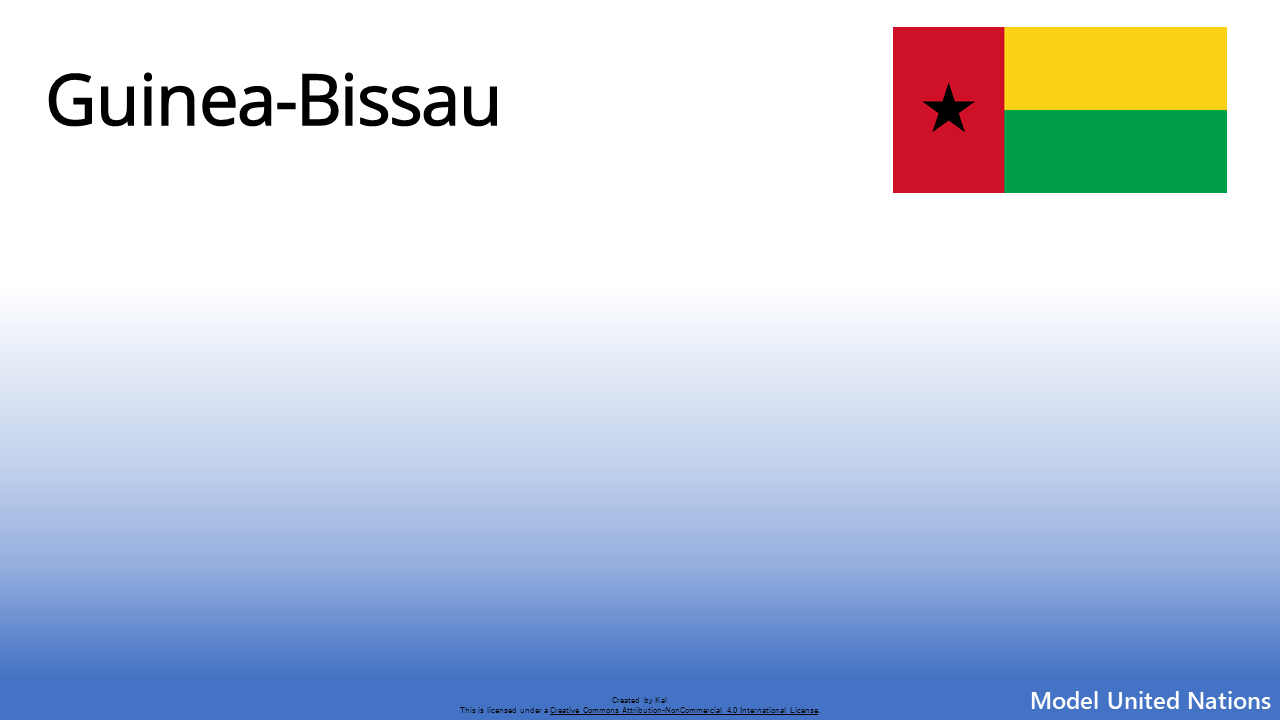 Guinea-Bissau
Created by Kai
This is licensed under a Creative Commons Attribution-NonCommercial 4.0 International License.
Model United Nations